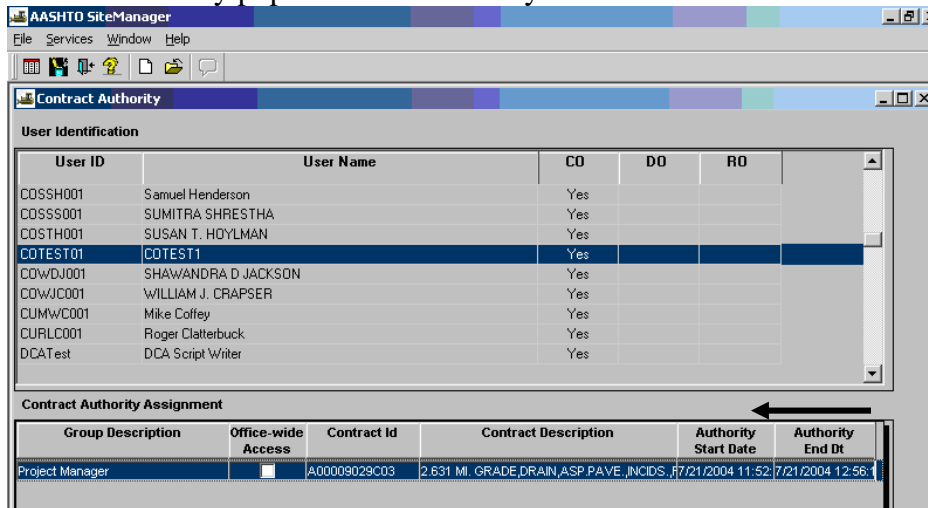 AASHTO SiteManager
File Services Window Help
Contract Authority
User Identification
User ID User Name CO DO RO
COSSH001 Samuel Henderson Yes
COSSS001 SUMITRA SHRESTHA Yes
COSTH001 SUSAN T. HOYLMAN Yes
COTEST01 COTEST1 Yes
COWDJ001 SHAWANDRA D JACKSON Yes
COWJC001 WILLIAM J. CRAPSER Yes
CUMWC001 Mike Coffey Yes
CURLC001 Roger Clatterbuck Yes
DCATest DCA Script Writer Yes
Contract Authority Assignment
Group Description Office-wide Access Contract Id Contract Description Authority Start Date Authority End Dt
Project Manager A00009029C03 2.631 MI. GRADE,DRAIN,ASP.PAVE.,INCIDS., 7/21/2004 11:52: 7/21/2004 12:56:1